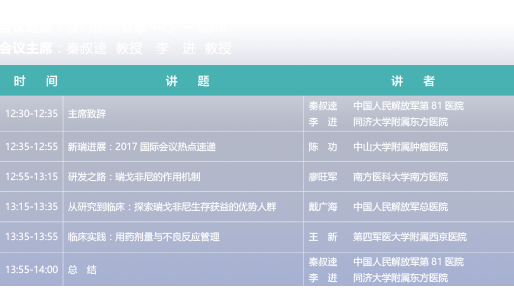 会议主席：秦叔逵 教授 李 进 教授
时 间 讲 题 讲 者
12:30-12:35 主席致辞 秦叔逵 中国人民解放军第 81 医院
李 进 同济大学附属东方医院
12:35-12:55 新瑞进展：2017 国际会议热点速递 陈 功 中山大学附属肿瘤医院
12:55-13:15 研发之路：瑞戈非尼的作用机制 廖旺军 南方医科大学南方医院
13:15-13:35 从研究到临床：探索瑞戈非尼生存获益的优势人群 戴广海 中国人民解放军总医院
13:35-13:55 临床实践：用药剂量与不良反应管理 王 新 第四军医大学附属西京医院
13:55-14:00 总 结 秦叔逵 中国人民解放军第 81 医院
李 进 同济大学附属东方医院